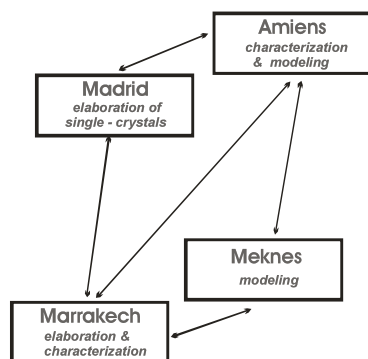 Amiens
characterization
& modeling
Madrid
elaboration of
single - crystals
Meknes
modeling
Marrakech
elaboration &
characterization